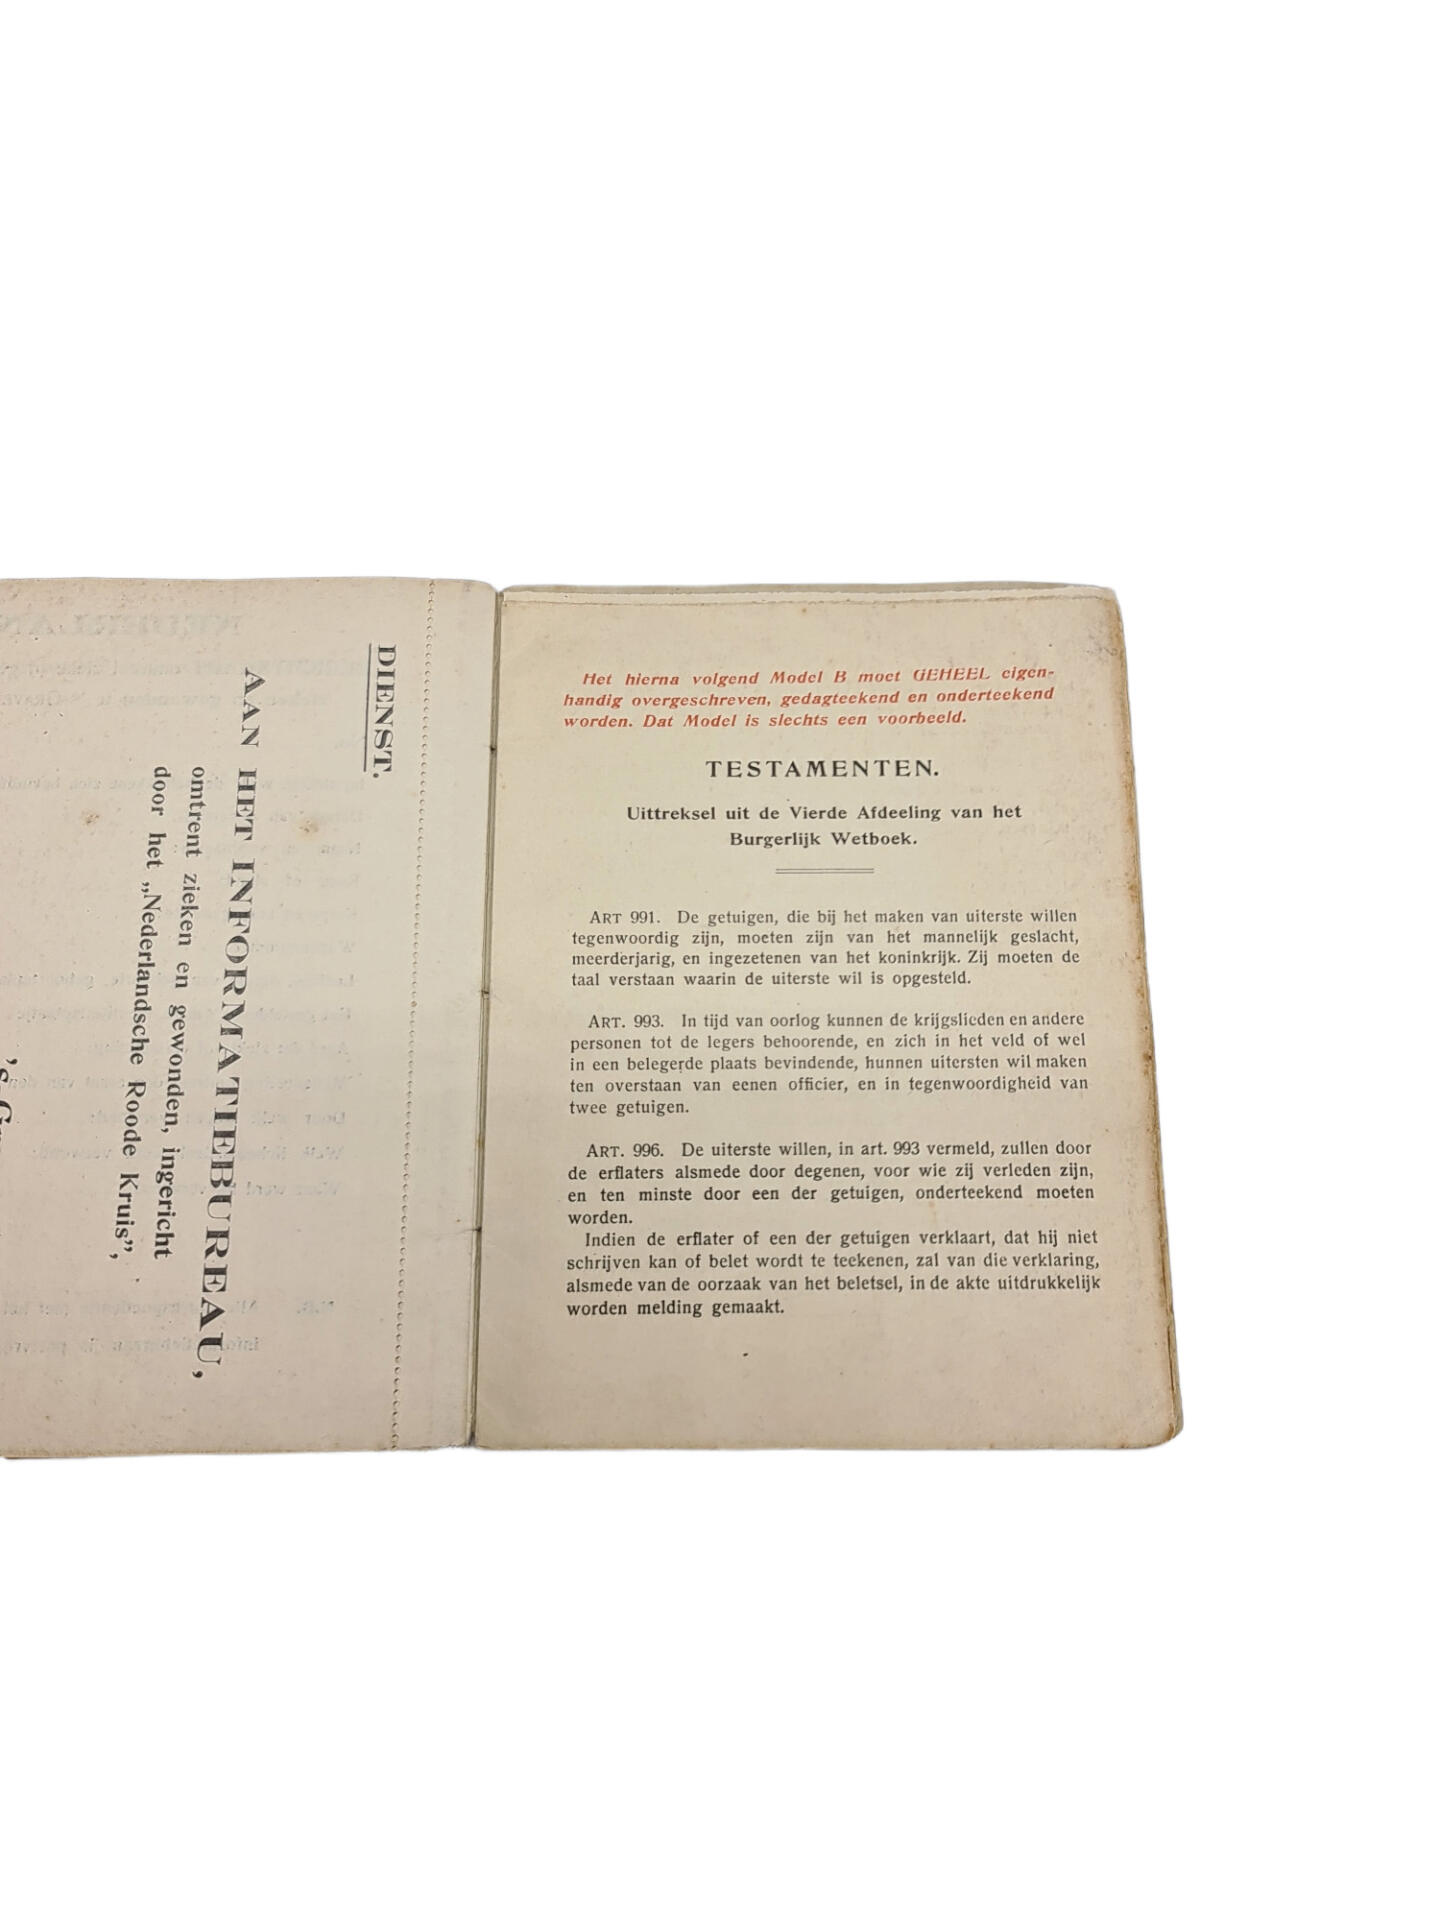 DIENST.
AAN HET INFORMATIEBUREAU,
omtrent zieken en gewonden, ingericht
door het „Nederlandsche Roode Kruis”,
Het hierna volgend Model B moet GEHEEL eigen-
handig overgeschreven, gedagteekend en onderteekend
worden. Dat Model is slechts een voorbeeld.
TESTAMENTEN.
Uittreksel uit de Vierde Afdeeling van het
Burgerlijk Wetboek.
ART 991. De getuigen, die bij het maken van uiterste willen
tegenwoordig zijn, moeten zijn van het mannelijk geslacht,
meerderjarig, en ingezetenen van het koninkrijk. Zij moeten de
taal verstaan waarin de uiterste wil is opgesteld.
ART. 993. In tijd van oorlog kunnen de krijgslieden en andere
personen tot de legers behoorende, en zich in het veld of wel
in een belegerde plaats bevindende, hunnen uitersten wil maken
ten overstaan van eenen officier, en in tegenwoordigheid van
twee getuigen.
ART. 996. De uiterste willen, in art. 993 vermeld, zullen door
de erflaters alsmede door degenen, voor wie zij verleden zijn,
en ten minste door een der getuigen, onderteekend moeten
worden.
Indien de erflater of een der getuigen verklaart, dat hij niet
schrijven kan of belet wordt te teekenen, zal van die verklaring,
alsmede van de oorzaak van het beletsel, in de akte uitdrukkelijk
worden melding gemaakt.